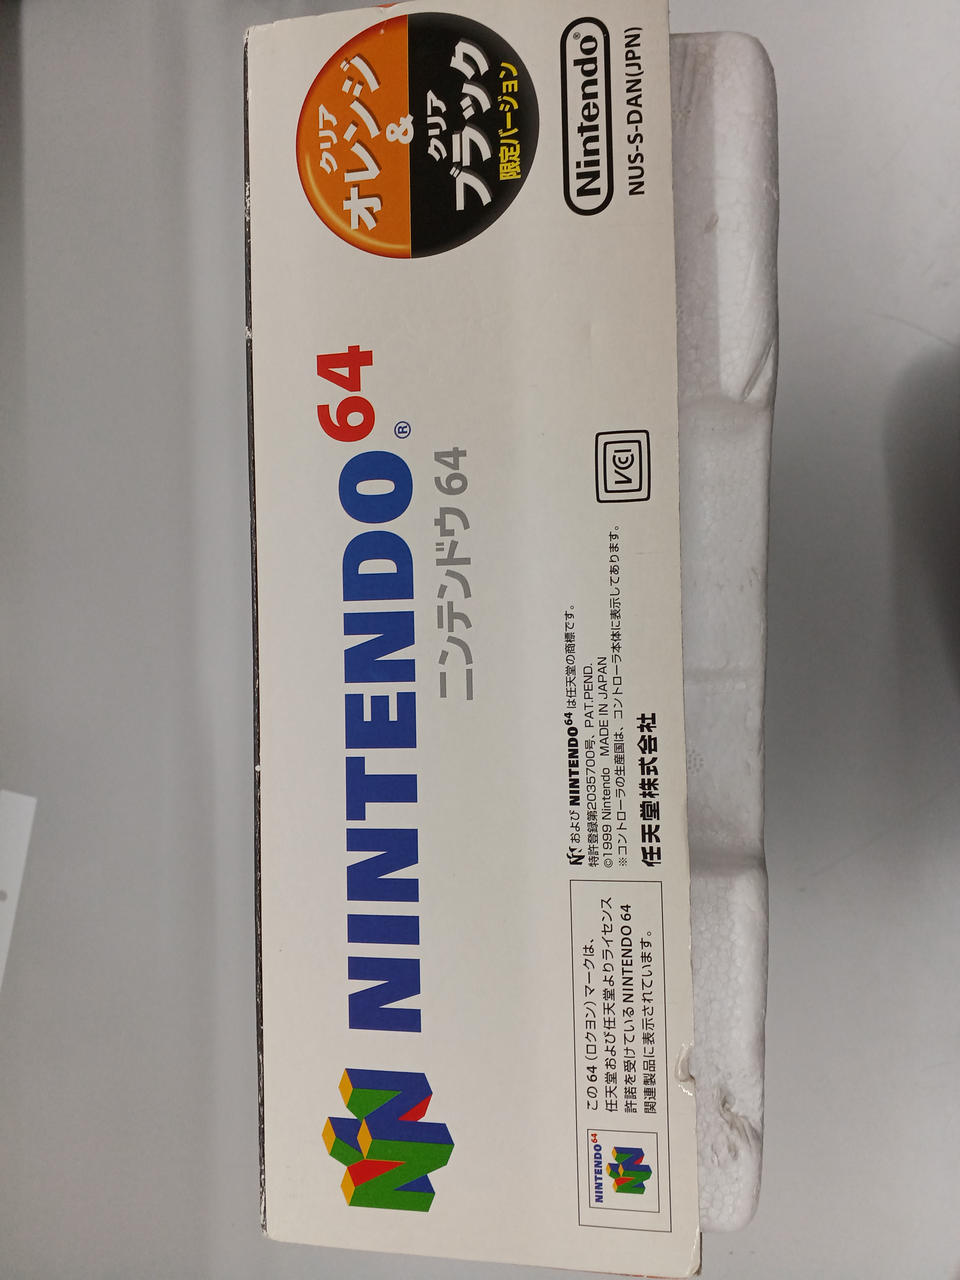 NINTENDO64®
ニンテンドウ64
クリア
オレンジ
&
クリア
ブラック
限定バージョン
NINTENDO64
この64(ロクヨン)マークは、
任天堂および任天堂よりライセンス
許諾を受けているNINTENDO 64
関連製品に表示されています。
および NINTENDO64 は任天堂の商標です。
特許登録第2035700号、PAT.PEND.
©1999 Nintendo MADE IN JAPAN
※コントローラの生産国は、コントローラ本体に表示してあります。
任天堂株式会社
VCI
Nintendo®
NUS-S-DAN(JPN)